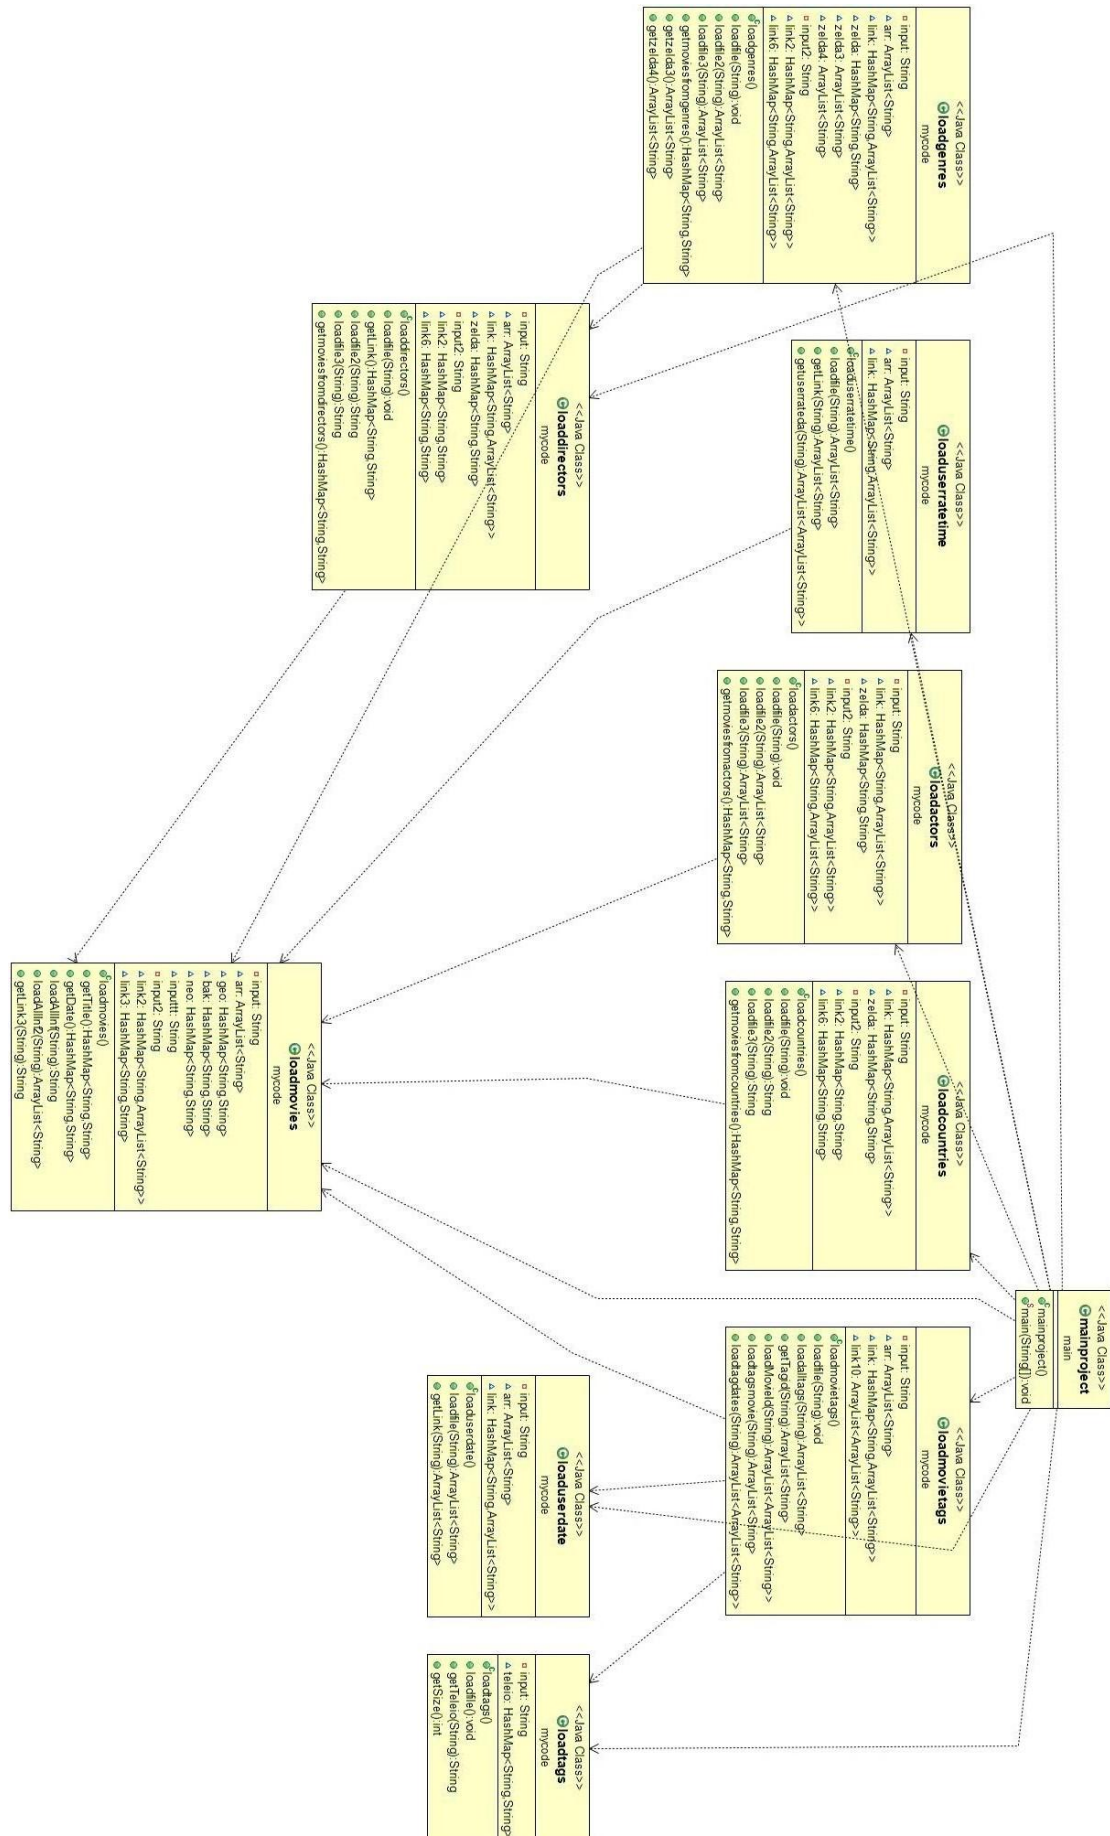 <<Java Class>>
mainproject
main
mainproject()
main(String[]):void
<<Java Class>>
loadgenres
mycode
input: String
arr: ArrayList<String>
link: HashMap<String,ArrayList<String>>
zelda: HashMap<String,String>
zelda3: ArrayList<String>
zelda4: ArrayList<String>
input2: String
link2: HashMap<String,ArrayList<String>>
link6: HashMap<String,ArrayList<String>>
loadgenres()
loadfile(String):void
loadfile2(String):ArrayList<String>
loadfile3(String):ArrayList<String>
getmoviesfromgenres():HashMap<String,String>
getzelda3():ArrayList<String>
getzelda4():ArrayList<String>
<<Java Class>>
loaduserratetime
mycode
input: String
arr: ArrayList<String>
link: HashMap<String,ArrayList<String>>
loaduserratetime()
loadfile(String):ArrayList<String>
getLink(String):ArrayList<String>
getuserrateda(String):ArrayList<ArrayList<String>>
<<Java Class>>
loadactors
mycode
input: String
link: HashMap<String,ArrayList<String>>
zelda: HashMap<String,String>
input2: String
link2: HashMap<String,ArrayList<String>>
link6: HashMap<String,ArrayList<String>>
loadactors()
loadfile(String):void
loadfile2(String):ArrayList<String>
loadfile3(String):ArrayList<String>
getmoviesfromactors():HashMap<String,String>
<<Java Class>>
loadcountries
mycode
input: String
link: HashMap<String,ArrayList<String>>
zelda: HashMap<String,String>
input2: String
link2: HashMap<String,String>
link6: HashMap<String,String>
loadcountries()
loadfile(String):void
loadfile2(String):String
loadfile3(String):String
getmoviesfromcountries():HashMap<String,String>
<<Java Class>>
loadmovietags
mycode
input: String
arr: ArrayList<String>
link: HashMap<String,ArrayList<String>>
link10: ArrayList<ArrayList<String>>
loadmovietags()
loadfile(String):void
loadalltags(String):ArrayList<String>
getTagid(String):ArrayList<String>
loadMovieId(String):ArrayList<ArrayList<String>>
loadtagsmovie(String):ArrayList<String>
loadtagdates(String):ArrayList<ArrayList<String>>
<<Java Class>>
loaddirectors
mycode
input: String
arr: ArrayList<String>
link: HashMap<String,ArrayList<String>>
zelda: HashMap<String,String>
input2: String
link2: HashMap<String,String>
link6: HashMap<String,String>
loaddirectors()
loadfile(String):void
getLink():HashMap<String,String>
loadfile2(String):String
loadfile3(String):String
getmoviesfromdirectors():HashMap<String,String>
<<Java Class>>
loaduserdate
mycode
input: String
arr: ArrayList<String>
link: HashMap<String,ArrayList<String>>
loaduserdate()
loadfile(String):ArrayList<String>
getLink(String):ArrayList<String>
<<Java Class>>
loadtags
mycode
input: String
teleio: HashMap<String,String>
loadtags()
loadfile():void
getTeleio(String):String
getSize():int
<<Java Class>>
loadmovies
mycode
input: String
arr: ArrayList<String>
geo: HashMap<String,String>
bak: HashMap<String,String>
neo: HashMap<String,String>
inputtt: String
input2: String
link2: HashMap<String,ArrayList<String>>
link3: HashMap<String,String>
loadmovies()
getTitle():HashMap<String,String>
getDate():HashMap<String,String>
loadAllInf(String):String
loadAllInf2(String):ArrayList<String>
getLink3(String):String